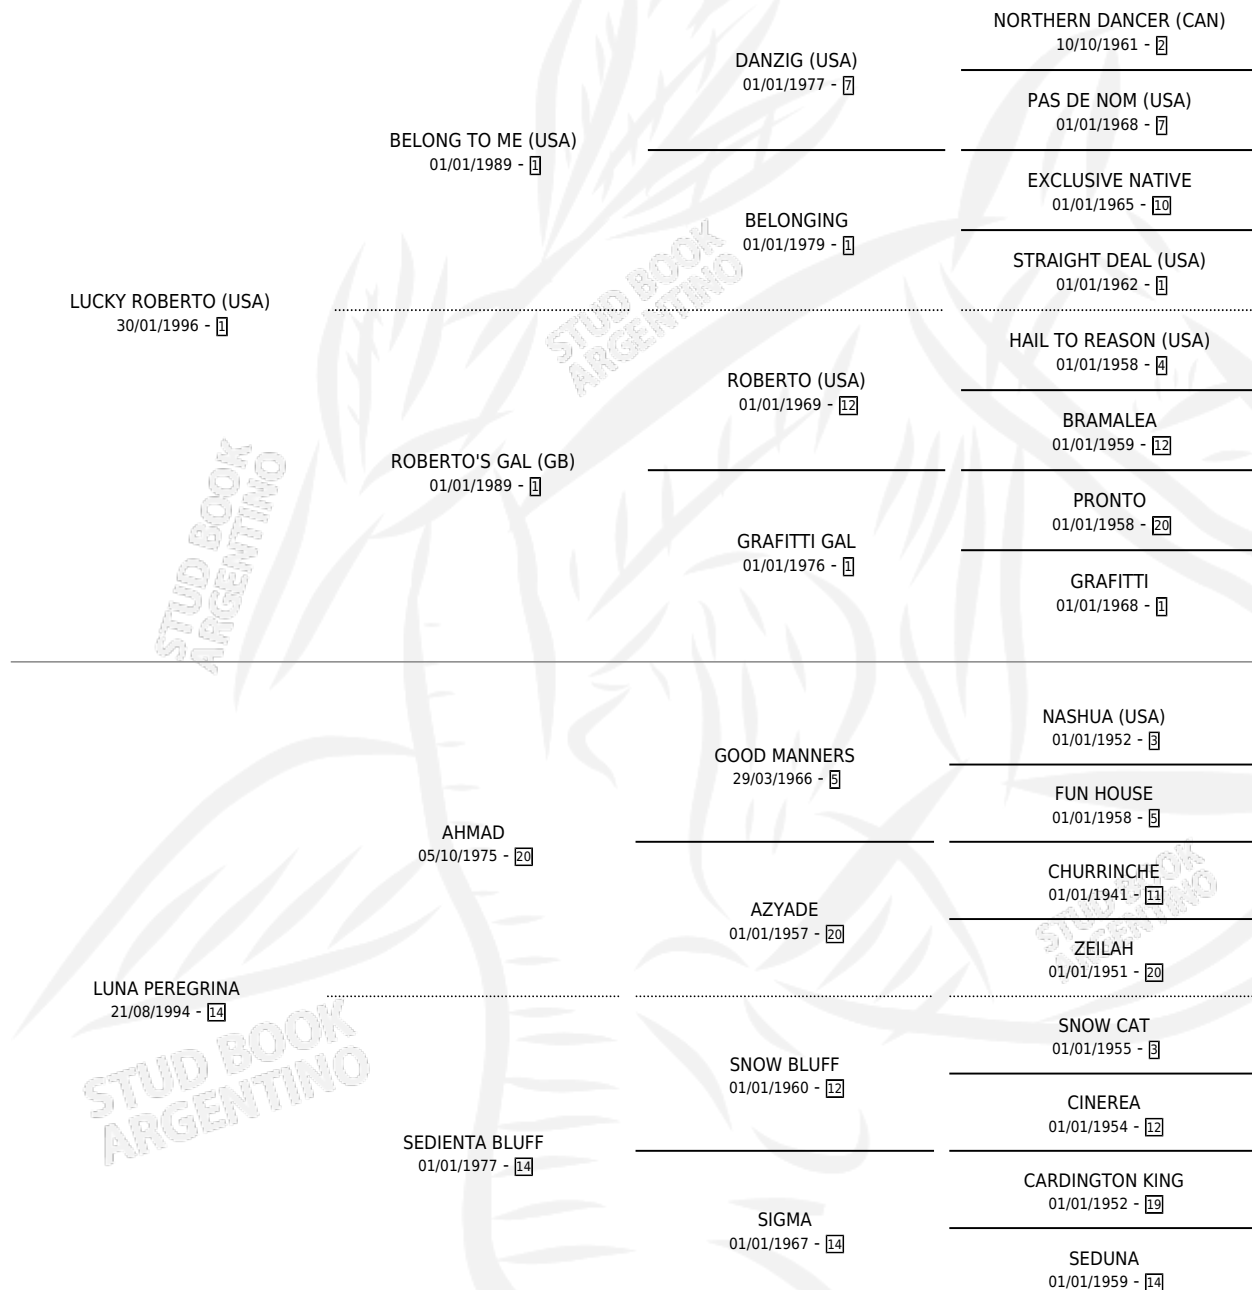 NORTHERN DANCER (CAN)
10/10/1961 - 2
DANZIG (USA)
01/01/1977 - 7
PAS DE NOM (USA)
01/01/1968 - 7
BELONG TO ME (USA)
01/01/1989 - 1
EXCLUSIVE NATIVE
01/01/1965 - 10
BELONGING
01/01/1979 - 1
STRAIGHT DEAL (USA)
01/01/1962 - 1
LUCKY ROBERTO (USA)
30/01/1996 - 1
HAIL TO REASON (USA)
01/01/1958 - 4
ROBERTO (USA)
01/01/1969 - 12
BRAMALEA
01/01/1959 - 12
ROBERTO'S GAL (GB)
01/01/1989 - 1
PRONTO
01/01/1958 - 20
GRAFITTI GAL
01/01/1976 - 1
GRAFITTI
01/01/1968 - 1
NASHUA (USA)
01/01/1952 - 3
GOOD MANNERS
29/03/1966 - 5
FUN HOUSE
01/01/1958 - 5
AHMAD
05/10/1975 - 20
CHURRINCHE
01/01/1941 - 11
AZYADE
01/01/1957 - 20
ZEILAH
01/01/1951 - 20
LUNA PEREGRINA
21/08/1994 - 14
SNOW CAT
01/01/1955 - 3
SNOW BLUFF
01/01/1960 - 12
CINEREA
01/01/1954 - 12
SEDIENTA BLUFF
01/01/1977 - 14
CARDINGTON KING
01/01/1952 - 19
SIGMA
01/01/1967 - 14
SEDUNA
01/01/1959 - 14
STUD BOOK
ARGENTINO
STUD BOOK
ARGENTINO
STUD BOOK
ARGENTINO
STUD BOOK
ARGENTINO